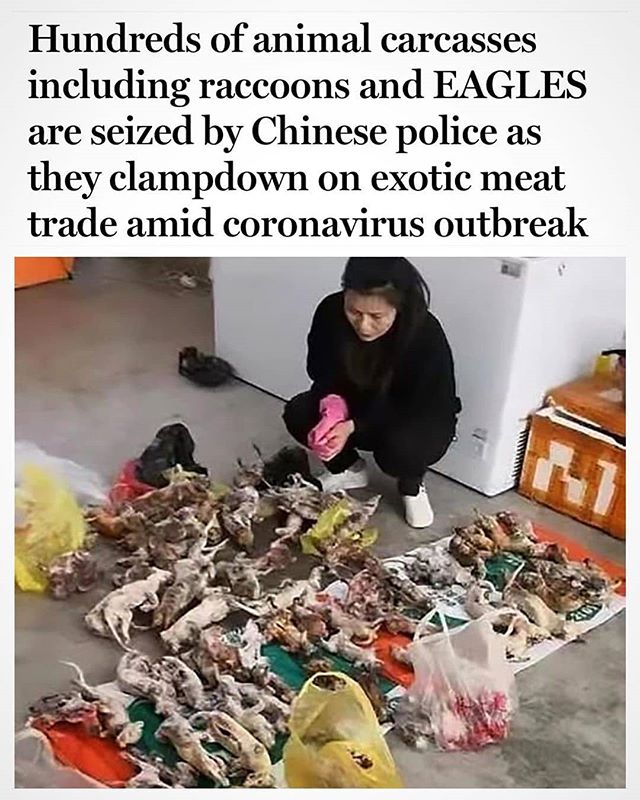 Hundreds of animal carcasses
including raccoons and EAGLES
are seized by Chinese police as
they clampdown on exotic meat
trade amid coronavirus outbreak